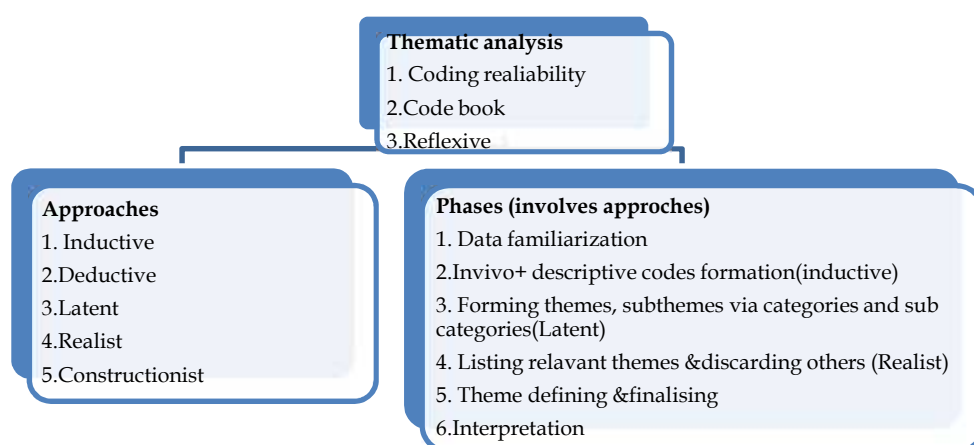 Thematic analysis
1. Coding realiability
2.Code book
3.Reflexive
Approaches
1. Inductive
2.Deductive
3.Latent
4.Realist
5.Constructionist
Phases (involves approches)
1. Data familiarization
2.Invivo+ descriptive codes formation(inductive)
3. Forming themes, subthemes via categories and sub
categories(Latent)
4. Listing relavant themes &discarding others (Realist)
5. Theme defining &finalising
6.Interpretation